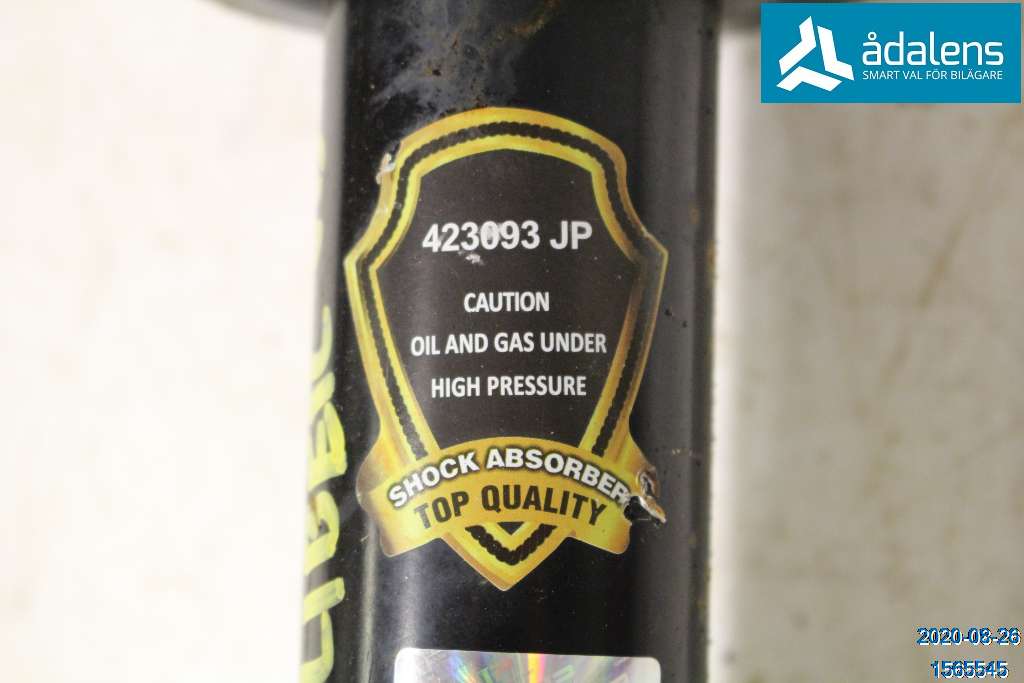 ådalens
SMART VAL FÖR BILÄGARE
423093 JP
CAUTION
OIL AND GAS UNDER
HIGH PRESSURE
SHOCK ABSORBER
TOP QUALITY
2020-08-26
1565545